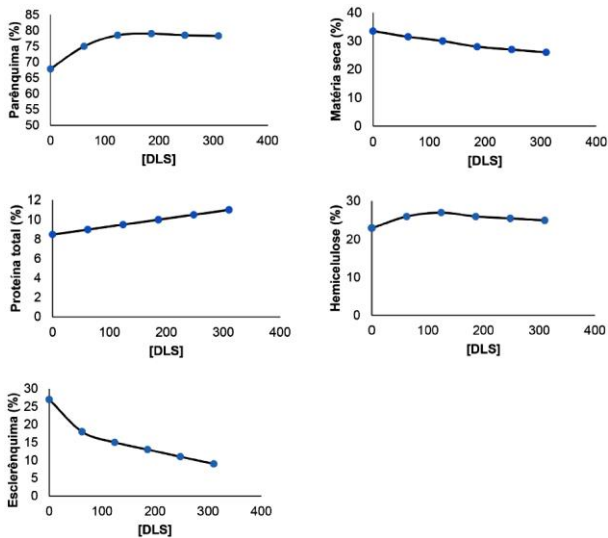 Parênquima (%)
85
80
75
70
65
60
55
50
0 100 200 300 400
[DLS]
Matéria seca (%)
40
30
20
10
0
0 100 200 300 400
[DLS]
Proteína total (%)
12
10
8
6
4
2
0
0 100 200 300 400
[DLS]
Hemicelulose (%)
30
20
10
0
0 100 200 300 400
[DLS]
Esclerênquima (%)
30
25
20
15
10
5
0
0 100 200 300 400
[DLS]